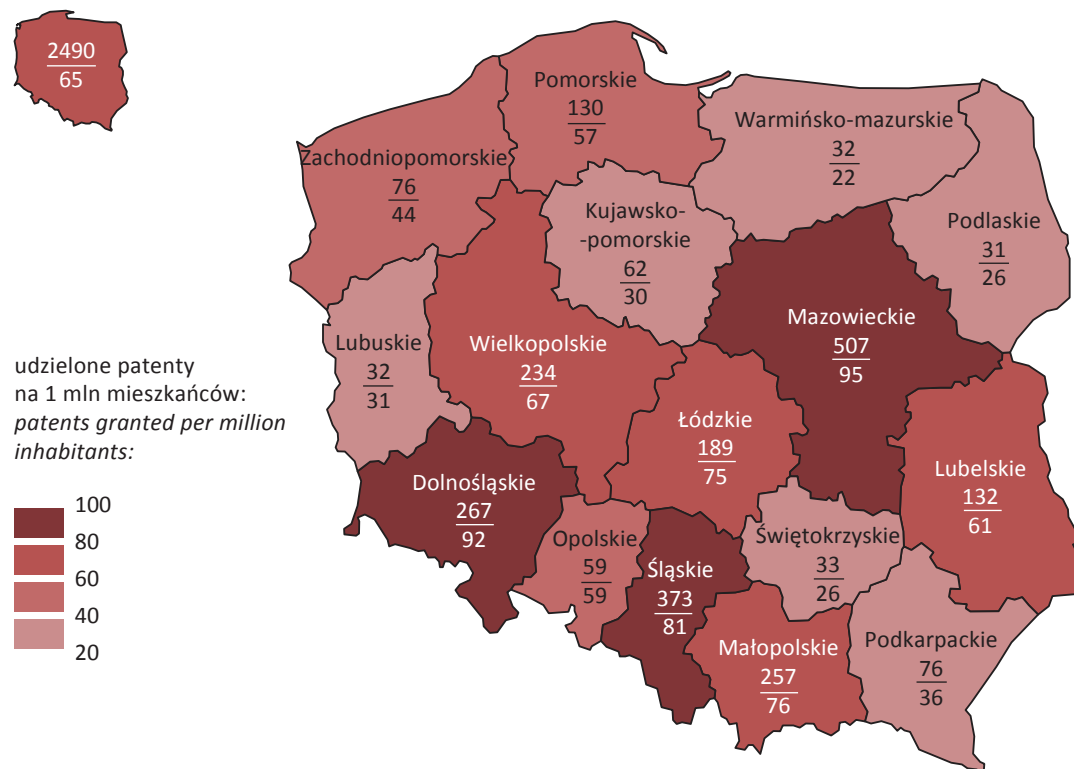 2490
65
Pomorskie
130
57
Warmińsko-mazurskie
32
22
Zachodniopomorskie
76
44
Kujawsko-
-pomorskie
62
30
Podlaskie
31
26
Mazowieckie
507
95
Lubuskie
32
31
Wielkopolskie
234
67
Łódzkie
189
75
Lubelskie
132
61
Dolnośląskie
267
92
Opolskie
59
59
Śląskie
373
81
Świętokrzyskie
33
26
Małopolskie
257
76
Podkarpackie
76
36
udzielone patenty
na 1 mln mieszkańców:
patents granted per million
inhabitants:
100
80
60
40
20